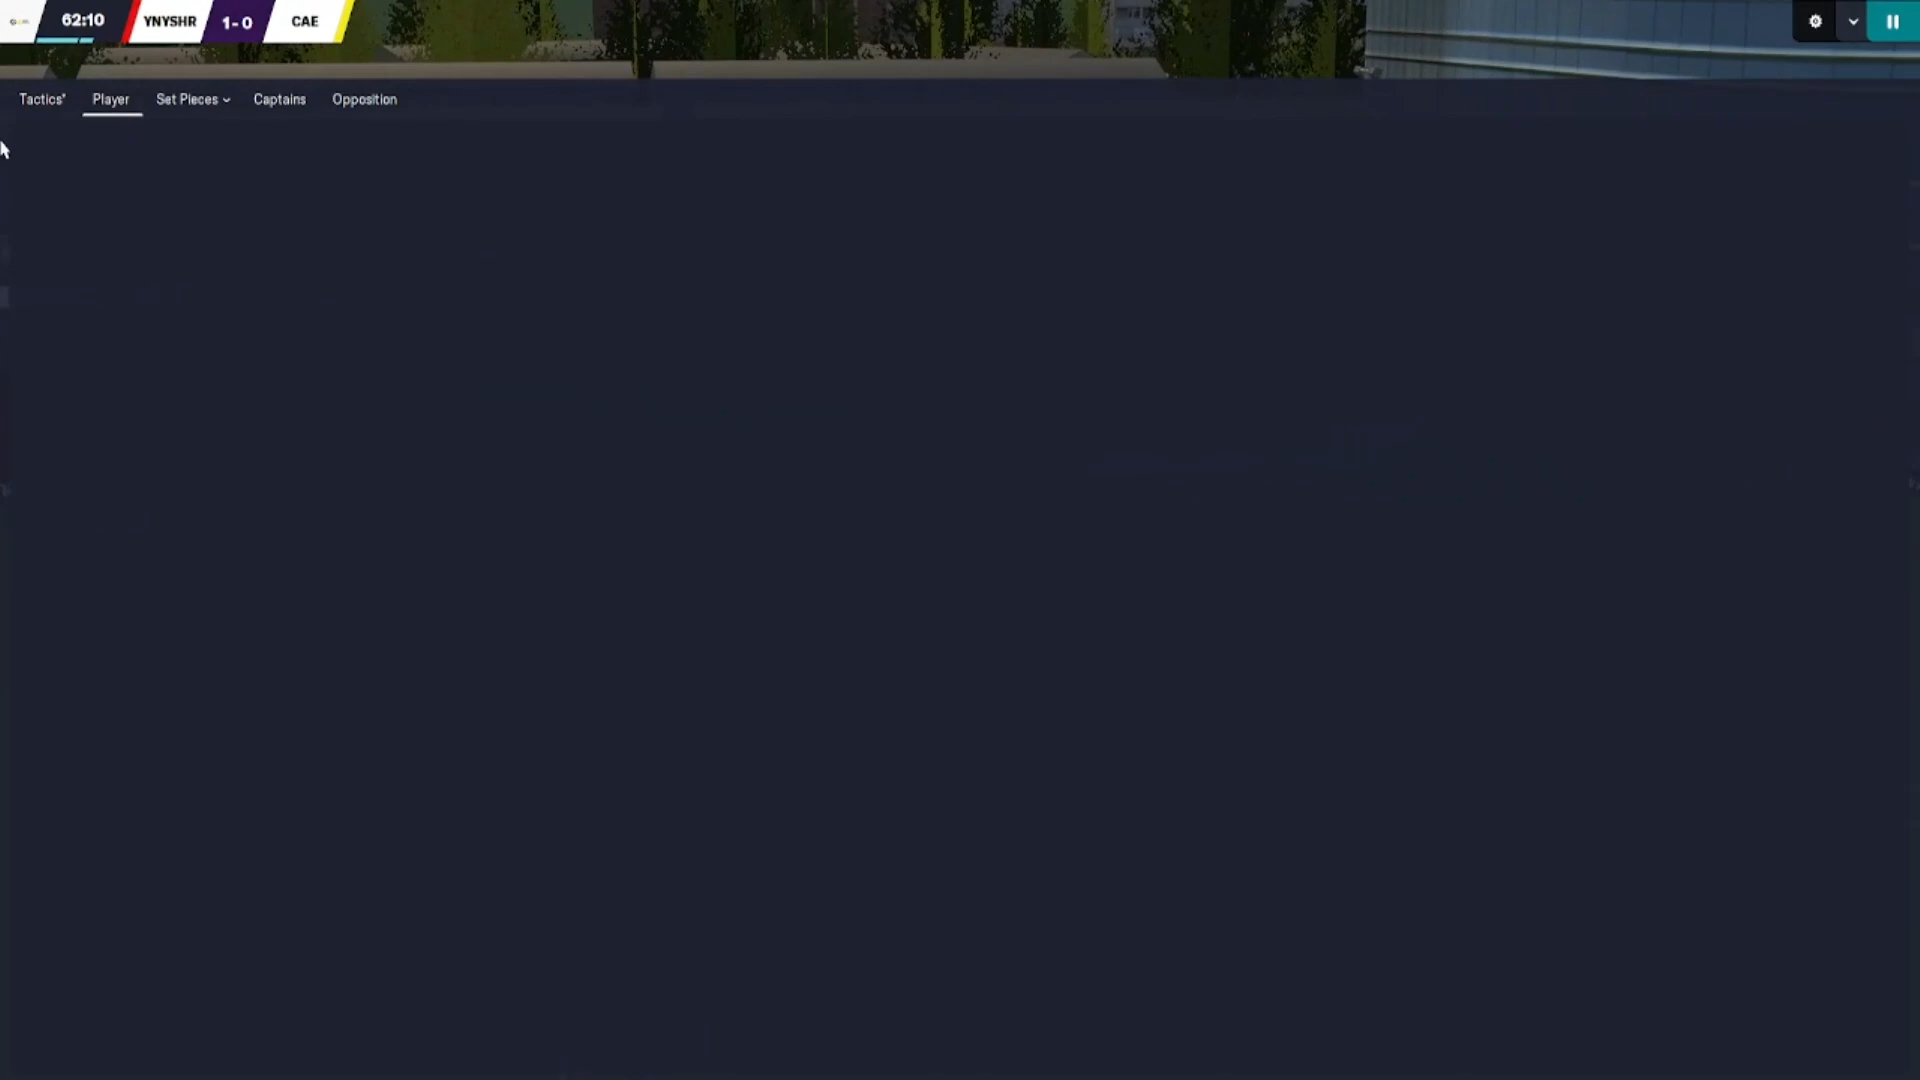 62:10 YNYSHR 1 - 0 CAE
Tactics* Player Set Pieces Captains Opposition